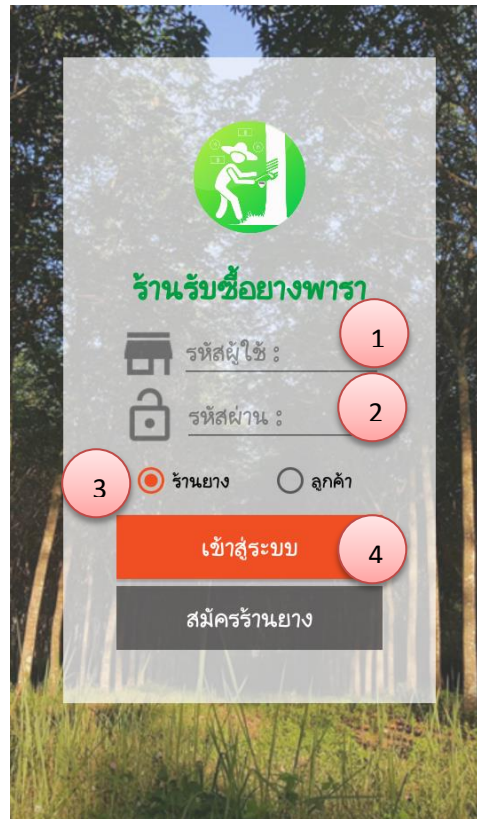 ร้านรับซื้อยางพารา
1
รหัสผู้ใช้ :
2
รหัสผ่าน :
3
ร้านยาง ลูกค้า
เข้าสู่ระบบ
4
สมัครร้านยาง